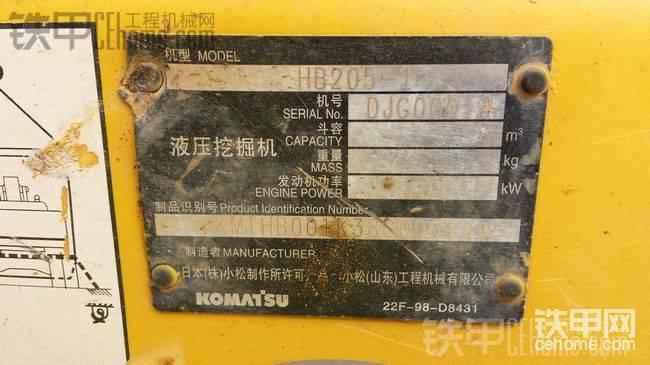 铁甲 工程机械网
cehome.com
机型 MODEL
HB205-1
机号
SERIAL No.
斗容
CAPACITY
m³
液压挖掘机
重量
MASS
kg
发动机功率
ENGINE POWER
kW
制品识别号 Product Identification Number
制造者 MANUFACTURER
日本(株)小松制作所许可 小松(山东)工程机械有限公司
KOMATSU
22F-98-D8431
铁甲网
cehome.com